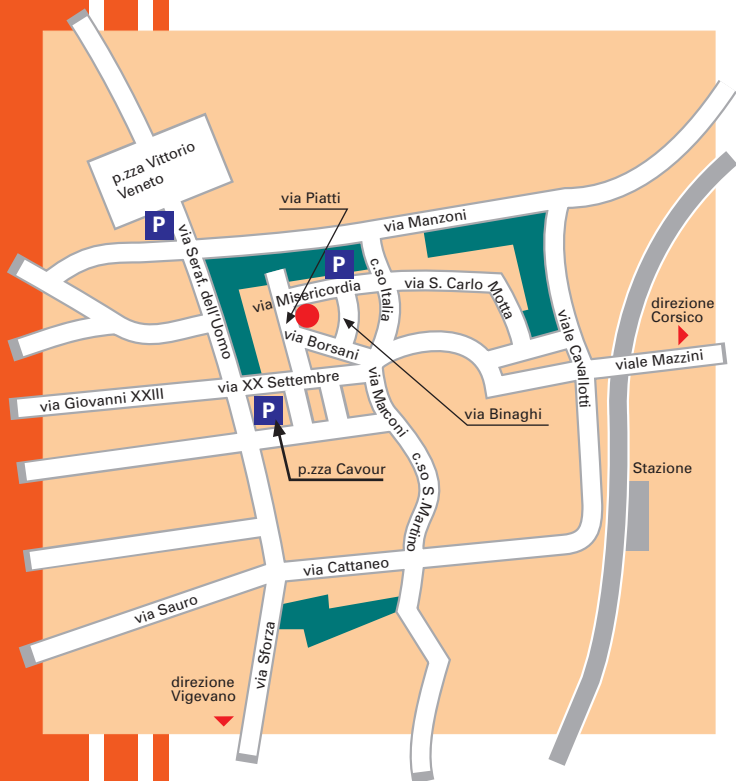 p.zza Vittorio
Veneto
via Piatti
P
via Manzoni
via Seraf. dell'Uomo
P
c.so Italia
via S. Carlo
Motta
via Misericordia
direzione
Corsico
viale Cavallotti
via Borsani
viale Mazzini
via XX Settembre
via Giovanni XXIII
via Marconi
P
via Binaghi
p.zza Cavour
Stazione
c.so S.Martino
via Cattaneo
via Sauro
via Sforza
direzione
Vigevano